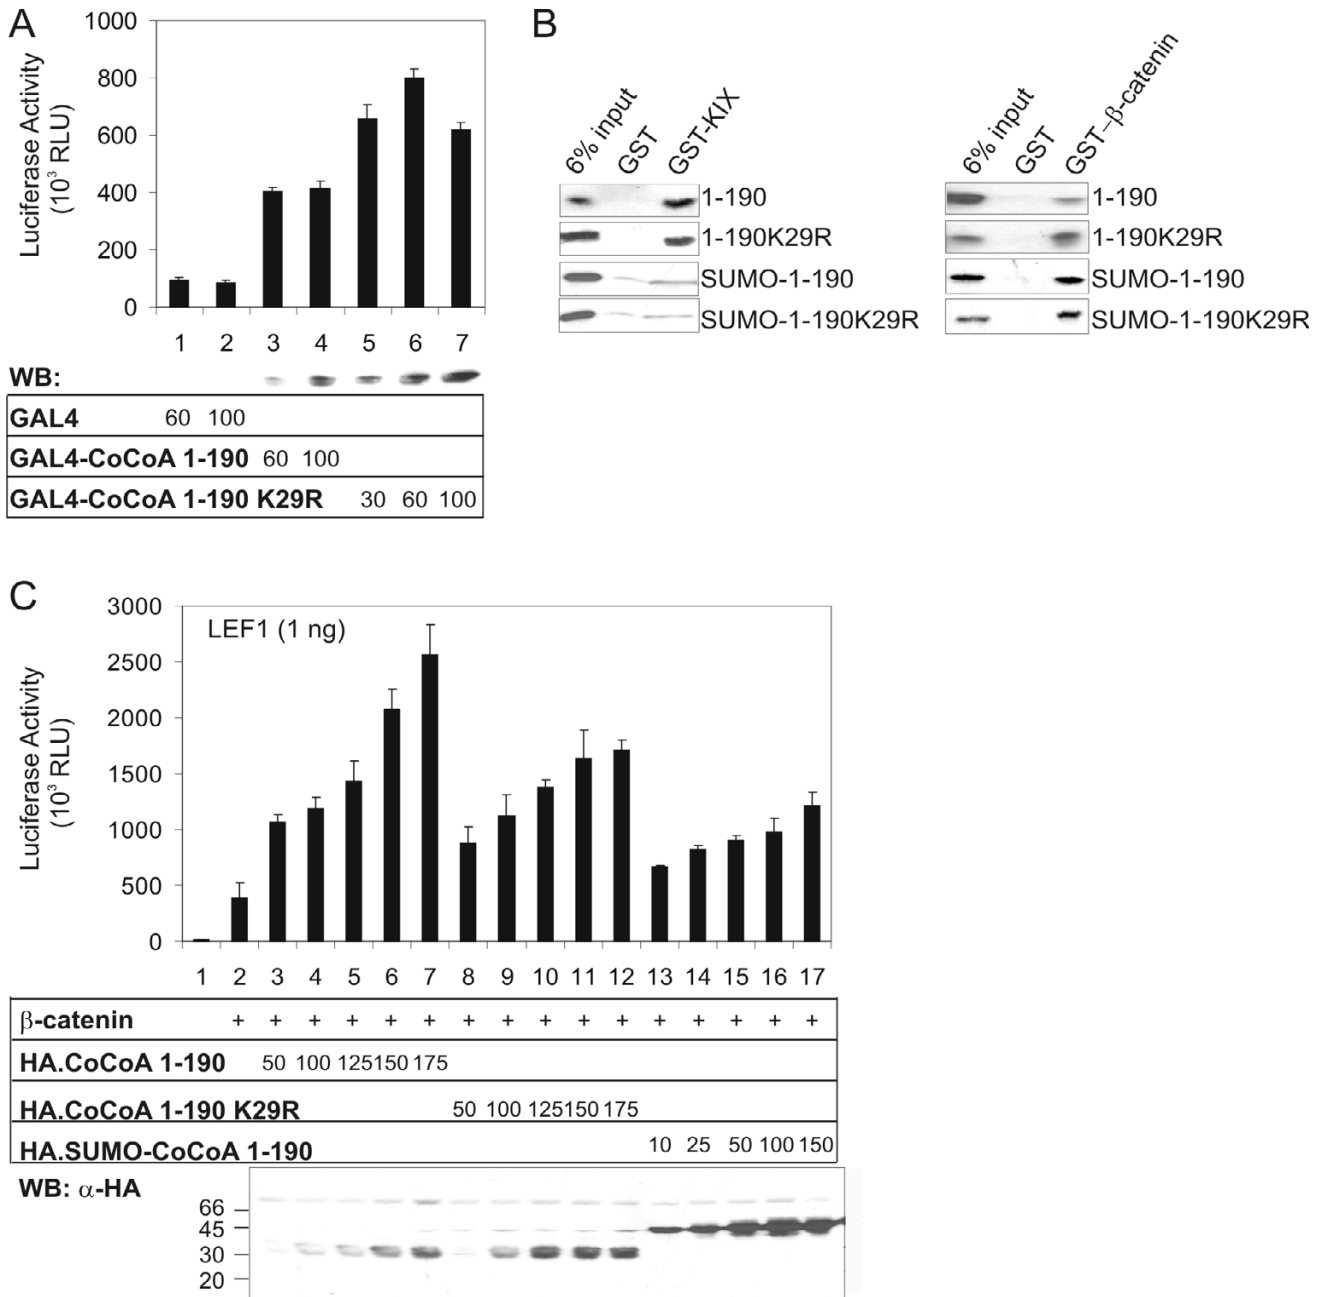 A
Luciferase Activity
(10³ RLU)
1000
800
600
400
200
0
1 2 3 4 5 6 7
WB:
GAL4 60 100
GAL4-CoCoA 1-190 60 100
GAL4-CoCoA 1-190 K29R 30 60 100
B
6% input GST GST-KIX
1-190
1-190K29R
SUMO-1-190
SUMO-1-190K29R
6% input GST GST–β-catenin
1-190
1-190K29R
SUMO-1-190
SUMO-1-190K29R
C
Luciferase Activity
(10³ RLU)
LEF1 (1 ng)
3000
2500
2000
1500
1000
500
0
1 2 3 4 5 6 7 8 9 10 11 12 13 14 15 16 17
β-catenin + + + + + + + + + + + + + + + +
HA.CoCoA 1-190 50 100 125 150 175
HA.CoCoA 1-190 K29R 50 100 125 150 175
HA.SUMO-CoCoA 1-190 10 25 50 100 150
WB: α-HA
66
45
30
20